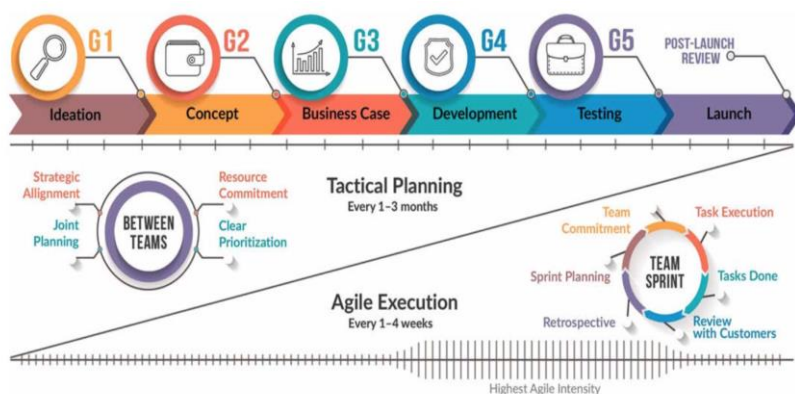 G1
G2
G3
G4
G5
POST-LAUNCH
REVIEW
Ideation
Concept
Business Case
Development
Testing
Launch
Strategic
Allignment
Joint
Planning
BETWEEN
TEAMS
Resource
Commitment
Clear
Prioritization
Tactical Planning
Every 1–3 months
Team
Commitment
Task Execution
Sprint Planning
TEAM
SPRINT
Tasks Done
Retrospective
Review
with Customers
Agile Execution
Every 1–4 weeks
Highest Agile Intensity